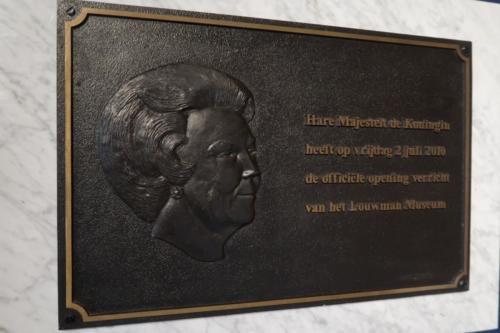 Hare Majesteit de Koningin
heeft op vrijdag 2 juli 2010
de officiële opening verricht
van het Louwman Museum